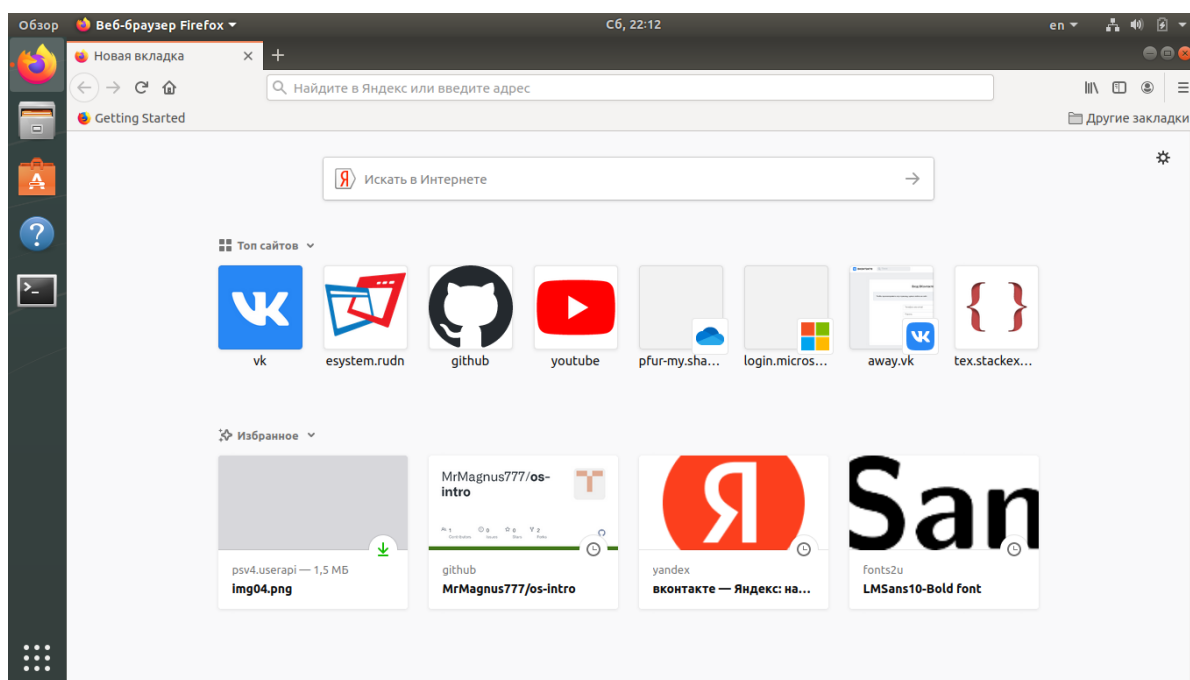 Обзор Веб-браузер Firefox Сб, 22:12 en
Новая вкладка
Найдите в Яндекс или введите адрес
Getting Started Другие закладки
Я Искать в Интернете
Топ сайтов
vk esystem.rudn github youtube pfur-my.sha... login.micros... away.vk tex.stackex...
Избранное
MrMagnus777/os-
intro
Я
San
psv4.userapi — 1,5 МБ github yandex fonts2u
img04.png MrMagnus777/os-intro вконтакте — Яндекс: на... LMSans10-Bold font